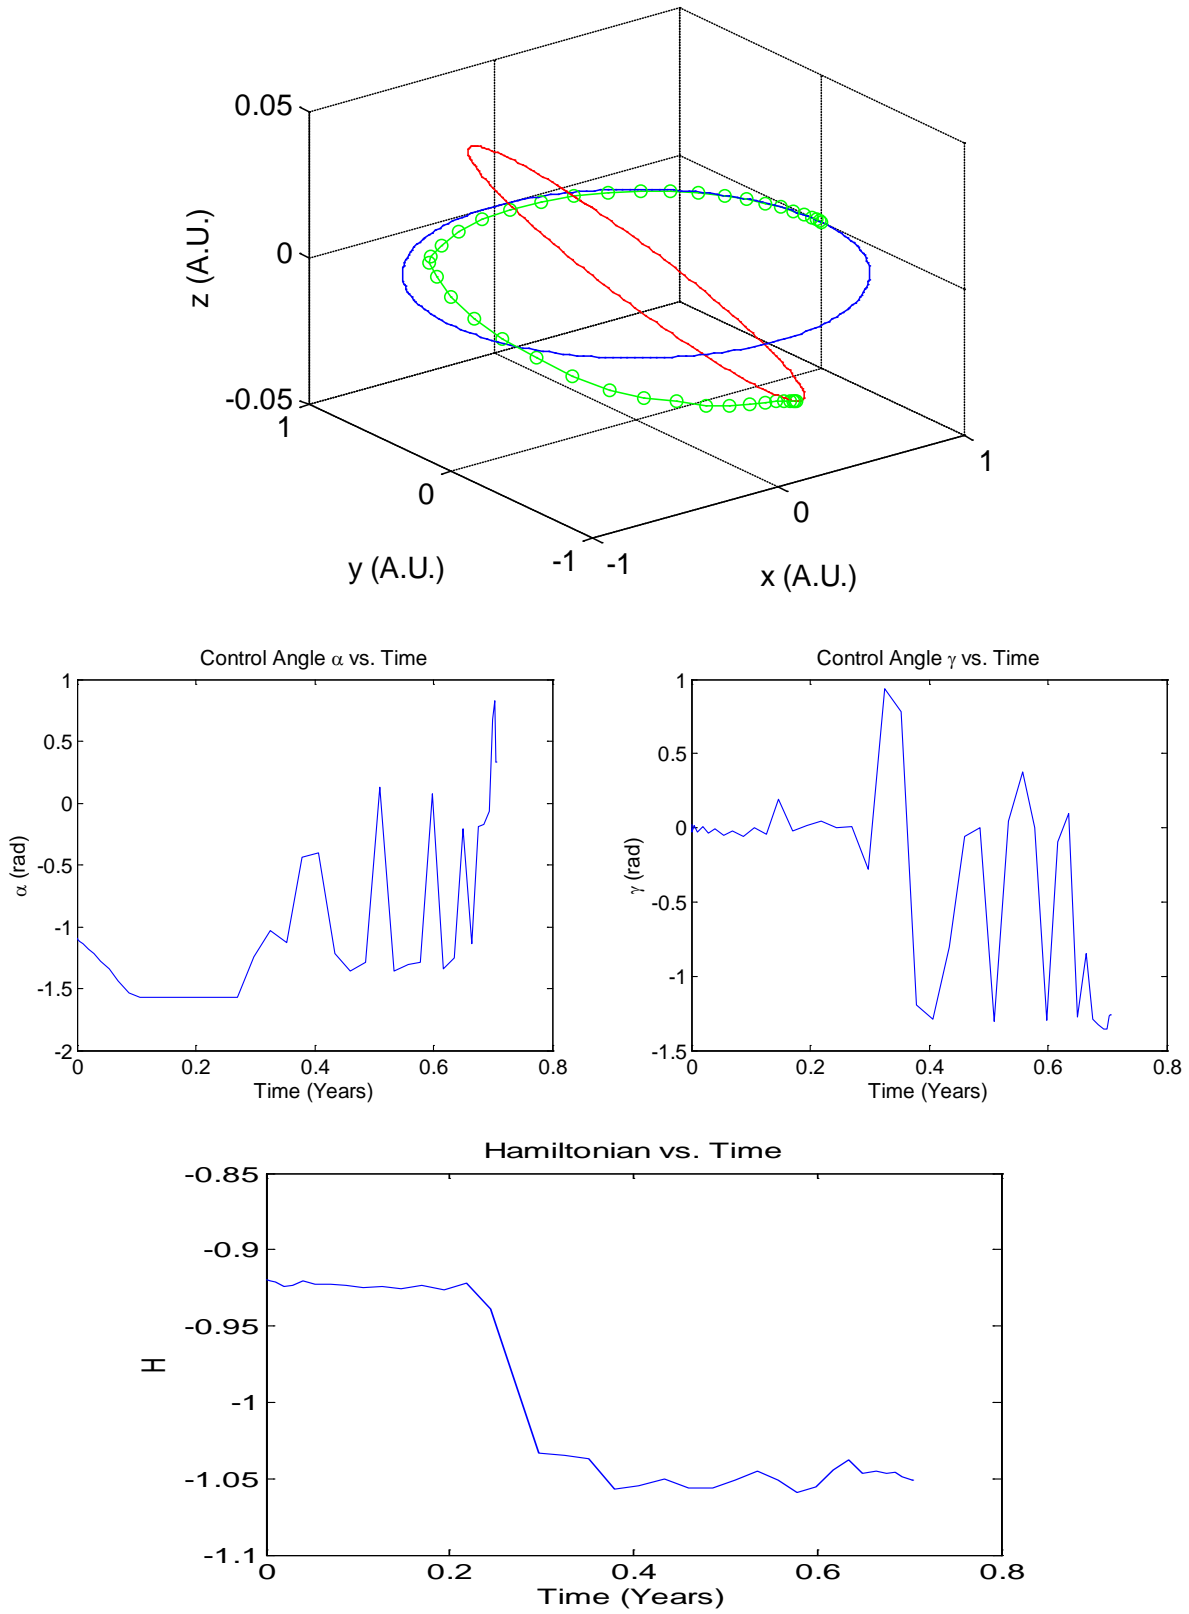 0.05
0
-0.05
z (A.U.)
1
0
-1
y (A.U.)
-1
0
1
x (A.U.)
Control Angle α vs. Time
1
0.5
0
-0.5
-1
-1.5
-2
α (rad)
0 0.2 0.4 0.6 0.8
Time (Years)
Control Angle γ vs. Time
1
0.5
0
-0.5
-1
-1.5
γ (rad)
0 0.2 0.4 0.6 0.8
Time (Years)
Hamiltonian vs. Time
-0.85
-0.9
-0.95
-1
-1.05
-1.1
H
0 0.2 0.4 0.6 0.8
Time (Years)